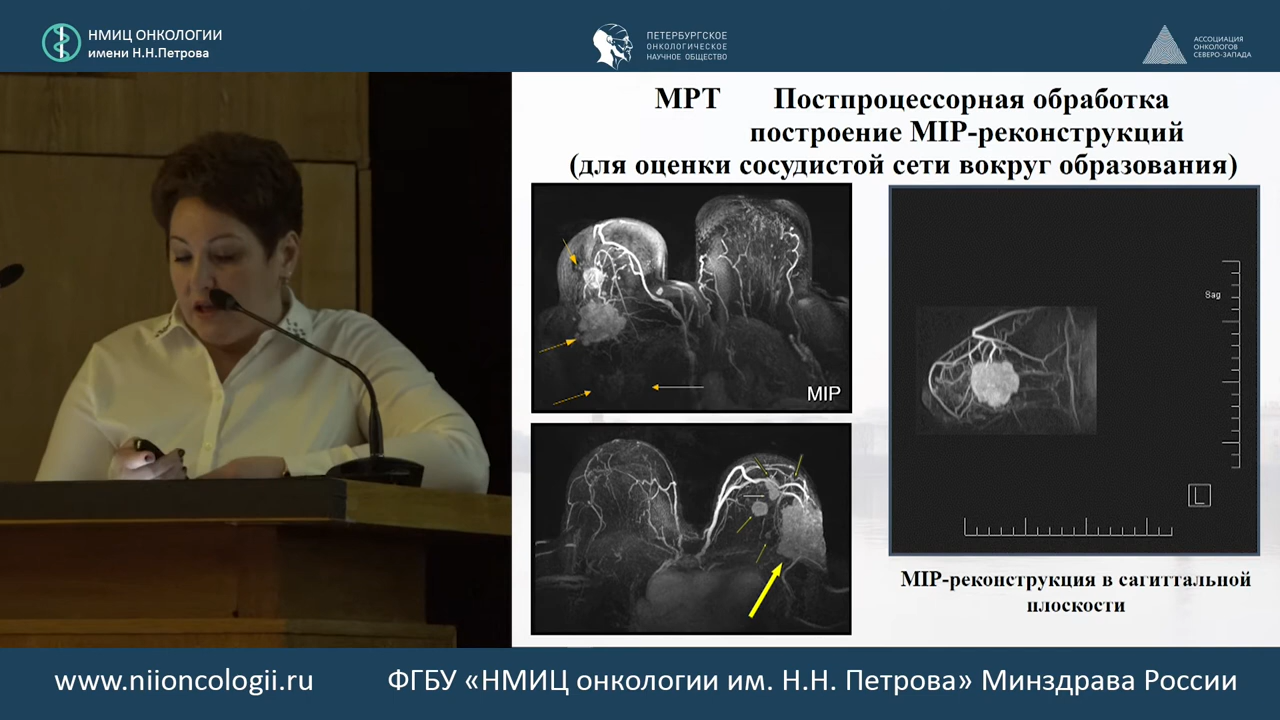 НМИЦ ОНКОЛОГИИ
имени Н.Н.Петрова
ПЕТЕРБУРГСКОЕ
ОНКОЛОГИЧЕСКОЕ
НАУЧНОЕ ОБЩЕСТВО
АССОЦИАЦИЯ
ОНКОЛОГОВ
СЕВЕРО-ЗАПАДА
МРТ Постпроцессорная обработка
построение MIP-реконструкций
(для оценки сосудистой сети вокруг образования)
MIP
Sag
L
MIP-реконструкция в сагиттальной
плоскости
www.niioncologii.ru
ФГБУ «НМИЦ онкологии им. Н.Н. Петрова» Минздрава России